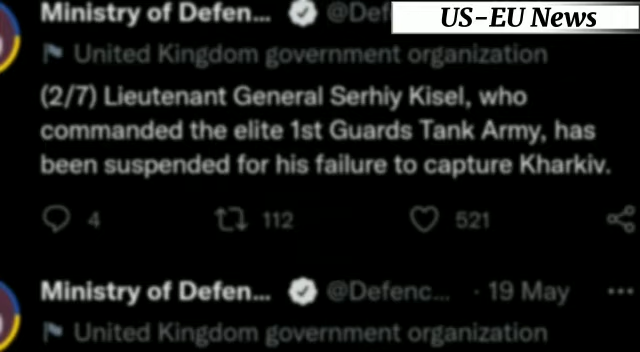 Ministry of Defen... @Def
US-EU News
United Kingdom government organization
(2/7) Lieutenant General Serhiy Kisel, who
commanded the elite 1st Guards Tank Army, has
been suspended for his failure to capture Kharkiv.
4 112 521
Ministry of Defen... @Defenc... · 19 May ...
United Kingdom government organization